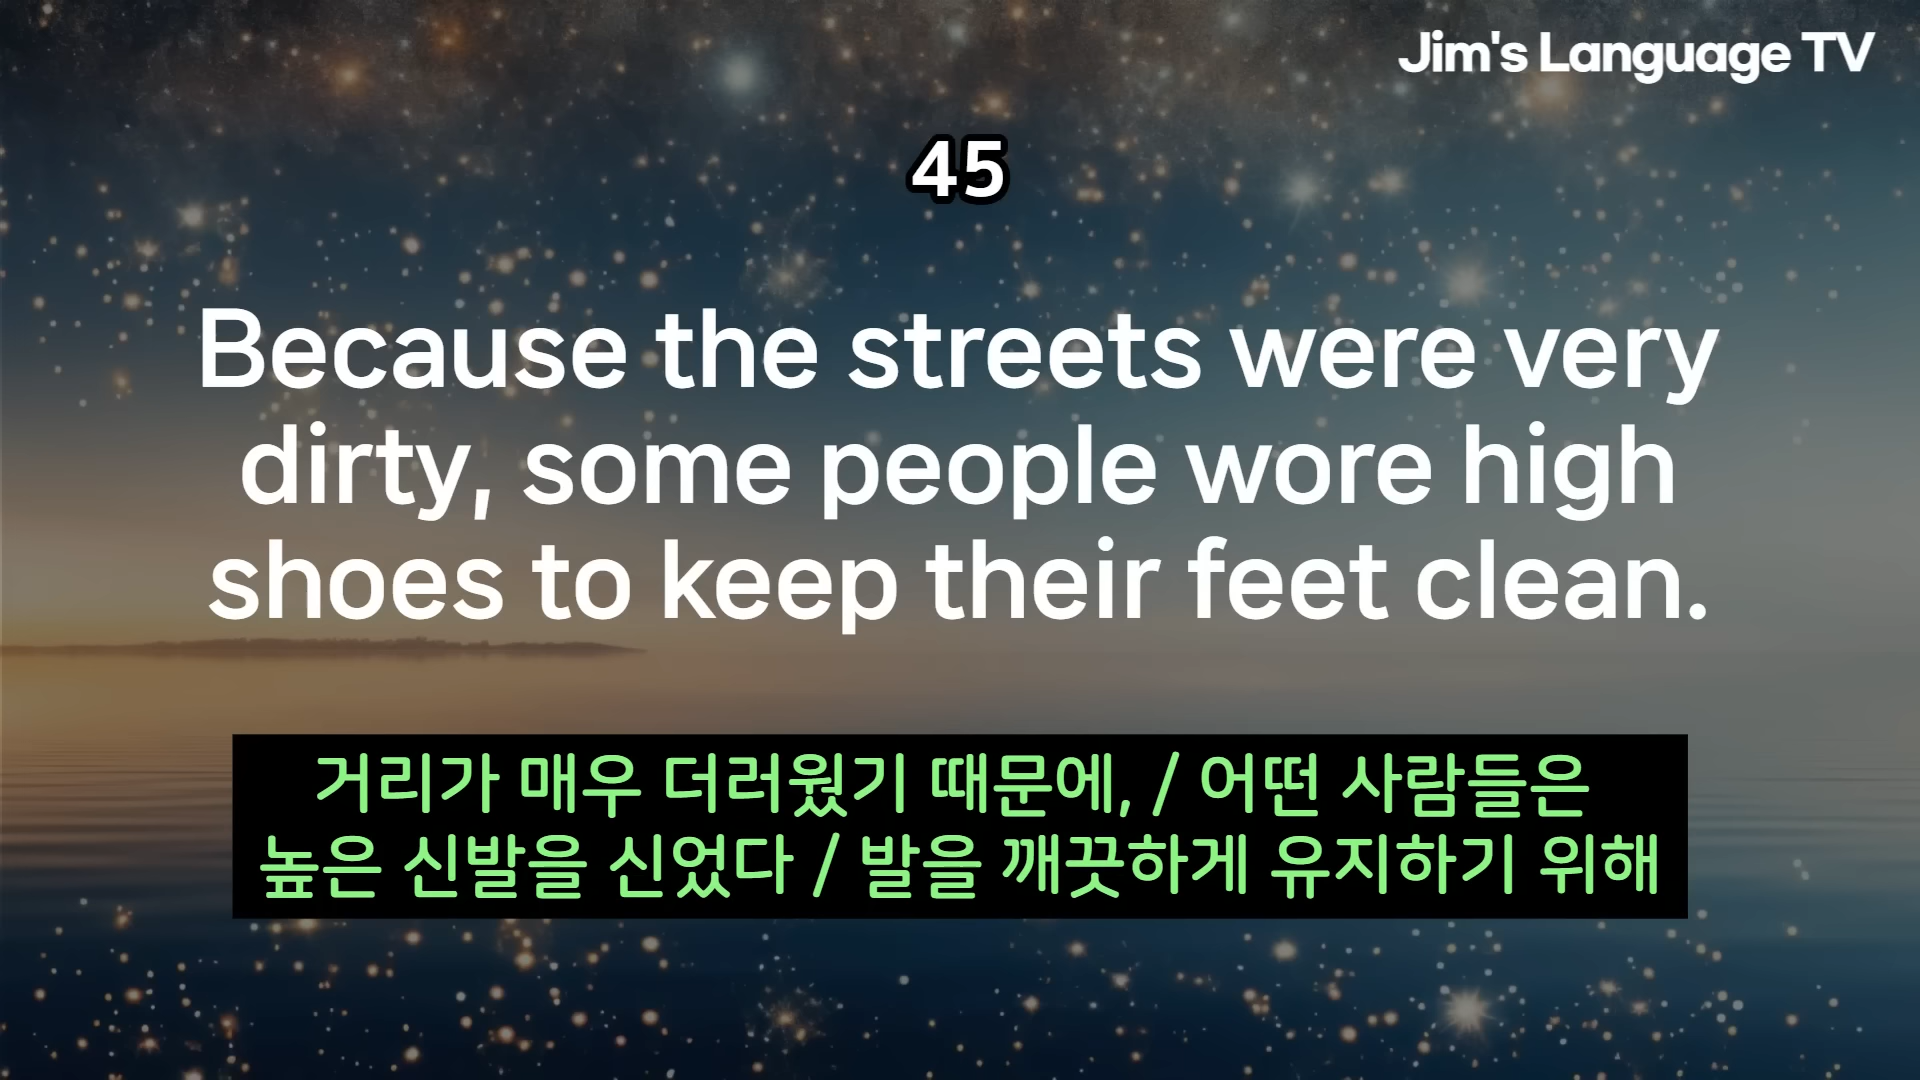 Jim's Language TV
45
Because the streets were very
dirty, some people wore high
shoes to keep their feet clean.
거리가 매우 더러웠기 때문에, / 어떤 사람들은
높은 신발을 신었다 / 발을 깨끗하게 유지하기 위해